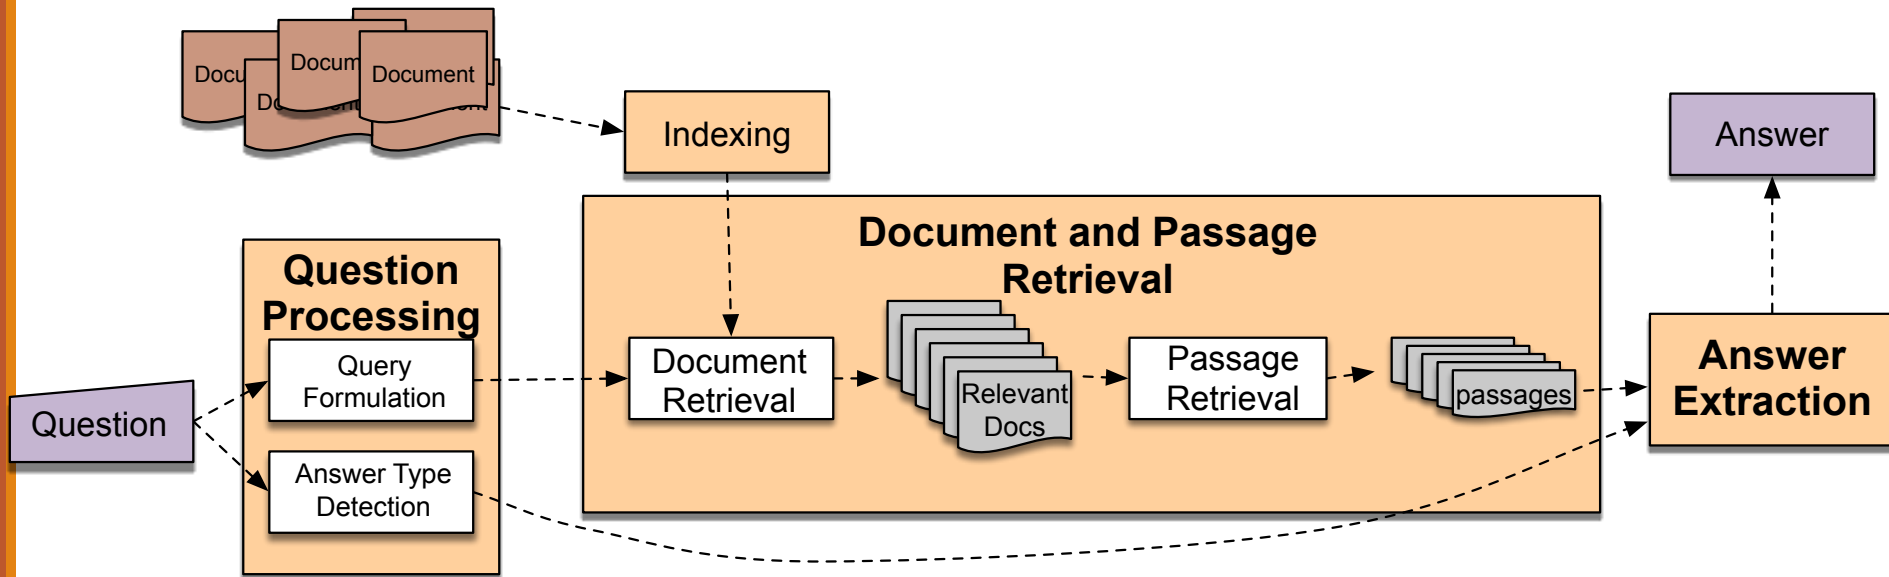 Docu
Docum
Document
Indexing
Answer
Document and Passage
Retrieval
Question
Processing
Query
Formulation
Document
Retrieval
Relevant
Docs
Passage
Retrieval
passages
Answer
Extraction
Question
Answer Type
Detection